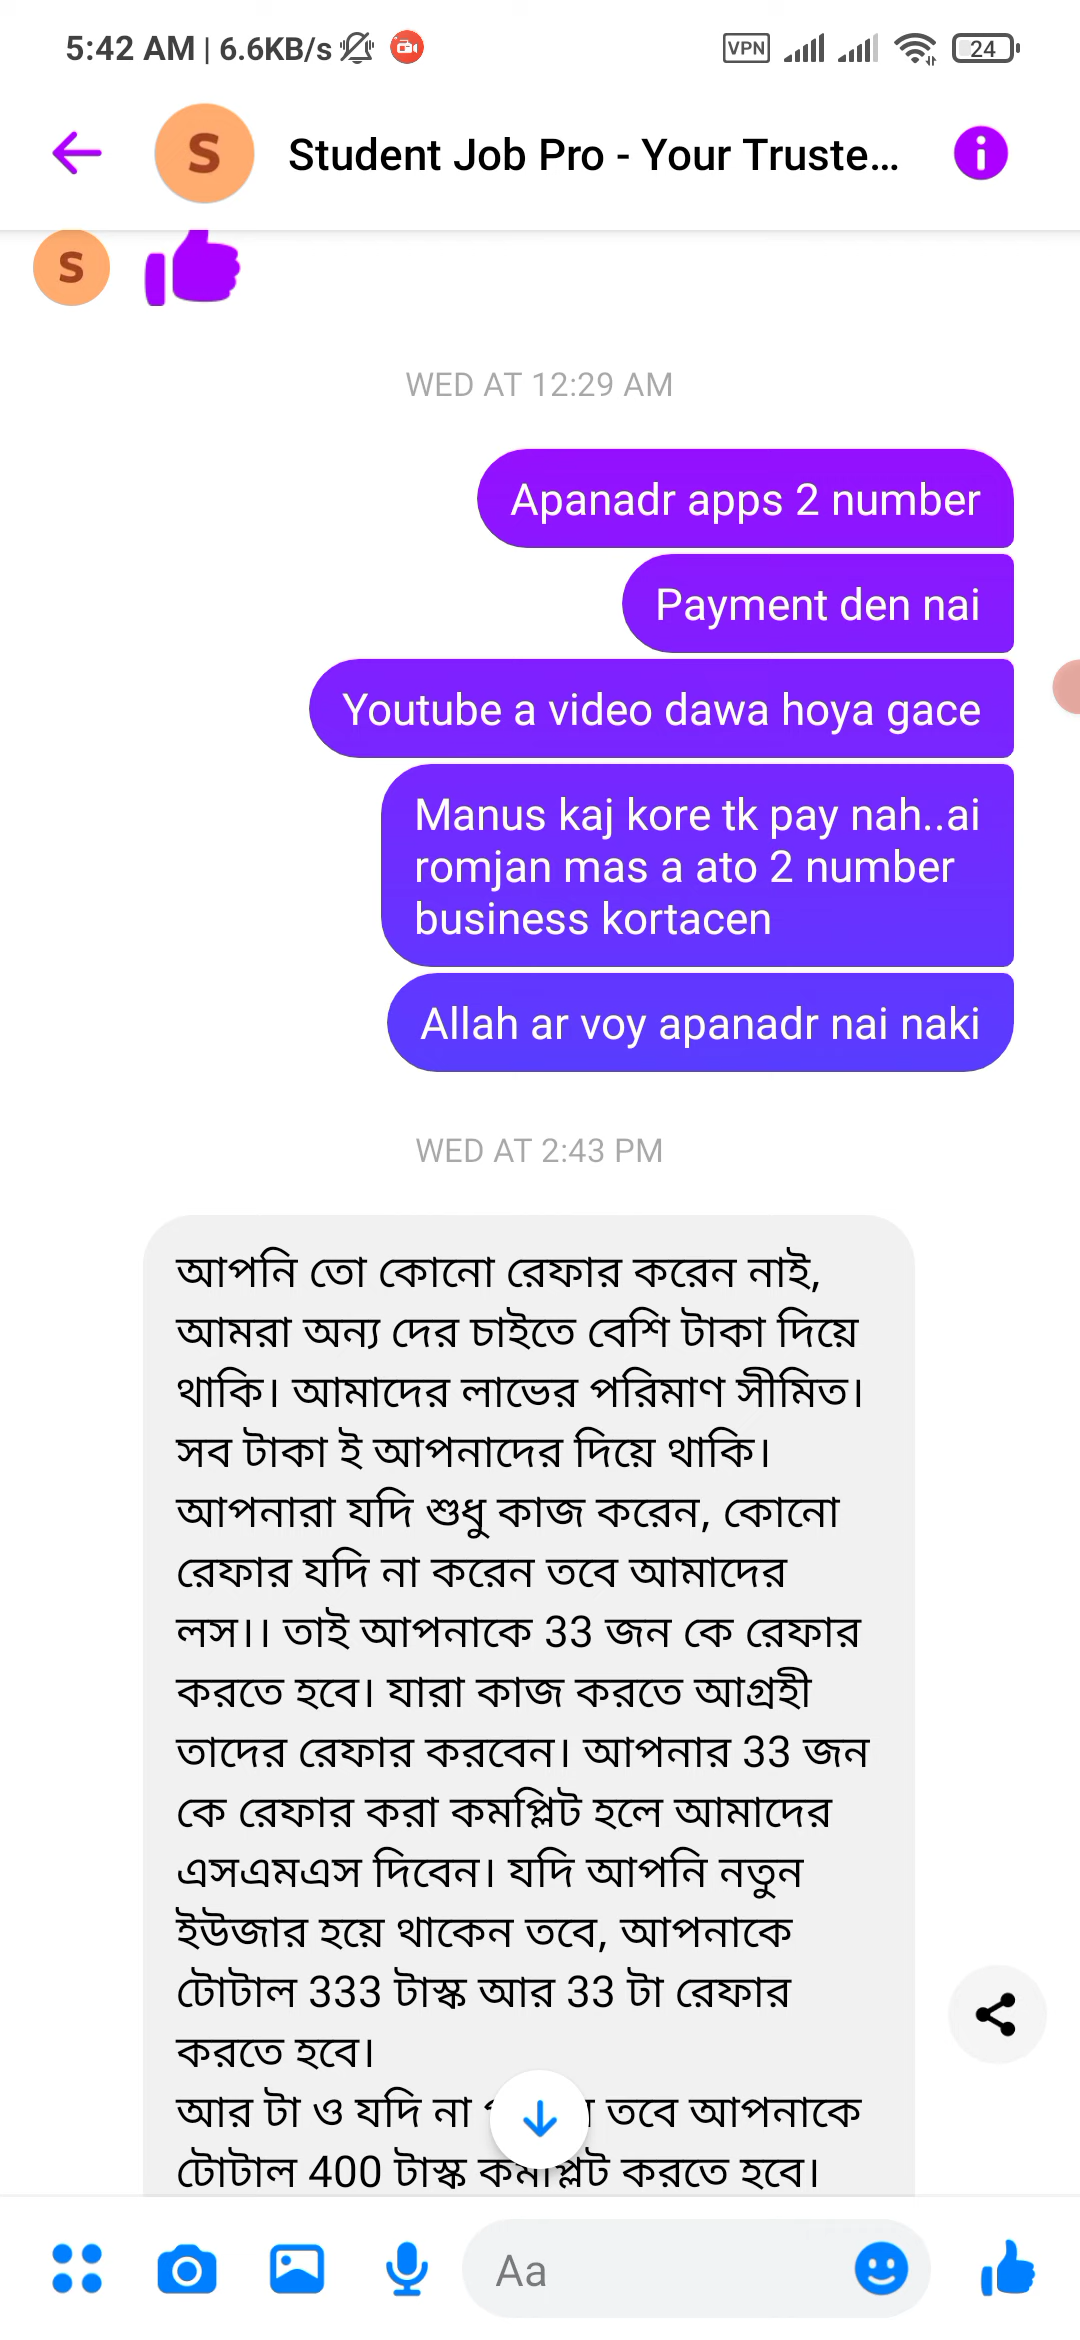 5:42 AM | 6.6KB/s
VPN
24
S
Student Job Pro - Your Truste...
S
WED AT 12:29 AM
Apanadr apps 2 number
Payment den nai
Youtube a video dawa hoya gace
Manus kaj kore tk pay nah..ai
romjan mas a ato 2 number
business kortacen
Allah ar voy apanadr nai naki
WED AT 2:43 PM
আপনি তো কোনো রেফার করেন নাই,
আমরা অন্য দের চাইতে বেশি টাকা দিয়ে
থাকি। আমাদের লাভের পরিমাণ সীমিত।
সব টাকা ই আপনাদের দিয়ে থাকি।
আপনারা যদি শুধু কাজ করেন, কোনো
রেফার যদি না করেন তবে আমাদের
লস।। তাই আপনাকে 33 জন কে রেফার
করতে হবে। যারা কাজ করতে আগ্রহী
তাদের রেফার করবেন। আপনার 33 জন
কে রেফার করা কমপ্লিট হলে আমাদের
এসএমএস দিবেন। যদি আপনি নতুন
ইউজার হয়ে থাকেন তবে, আপনাকে
টোটাল 333 টাস্ক আর 33 টা রেফার
করতে হবে।
আর টা ও যদি না তবে আপনাকে
টোটাল 400 টাস্ক কমপ্লিট করতে হবে।
Aa